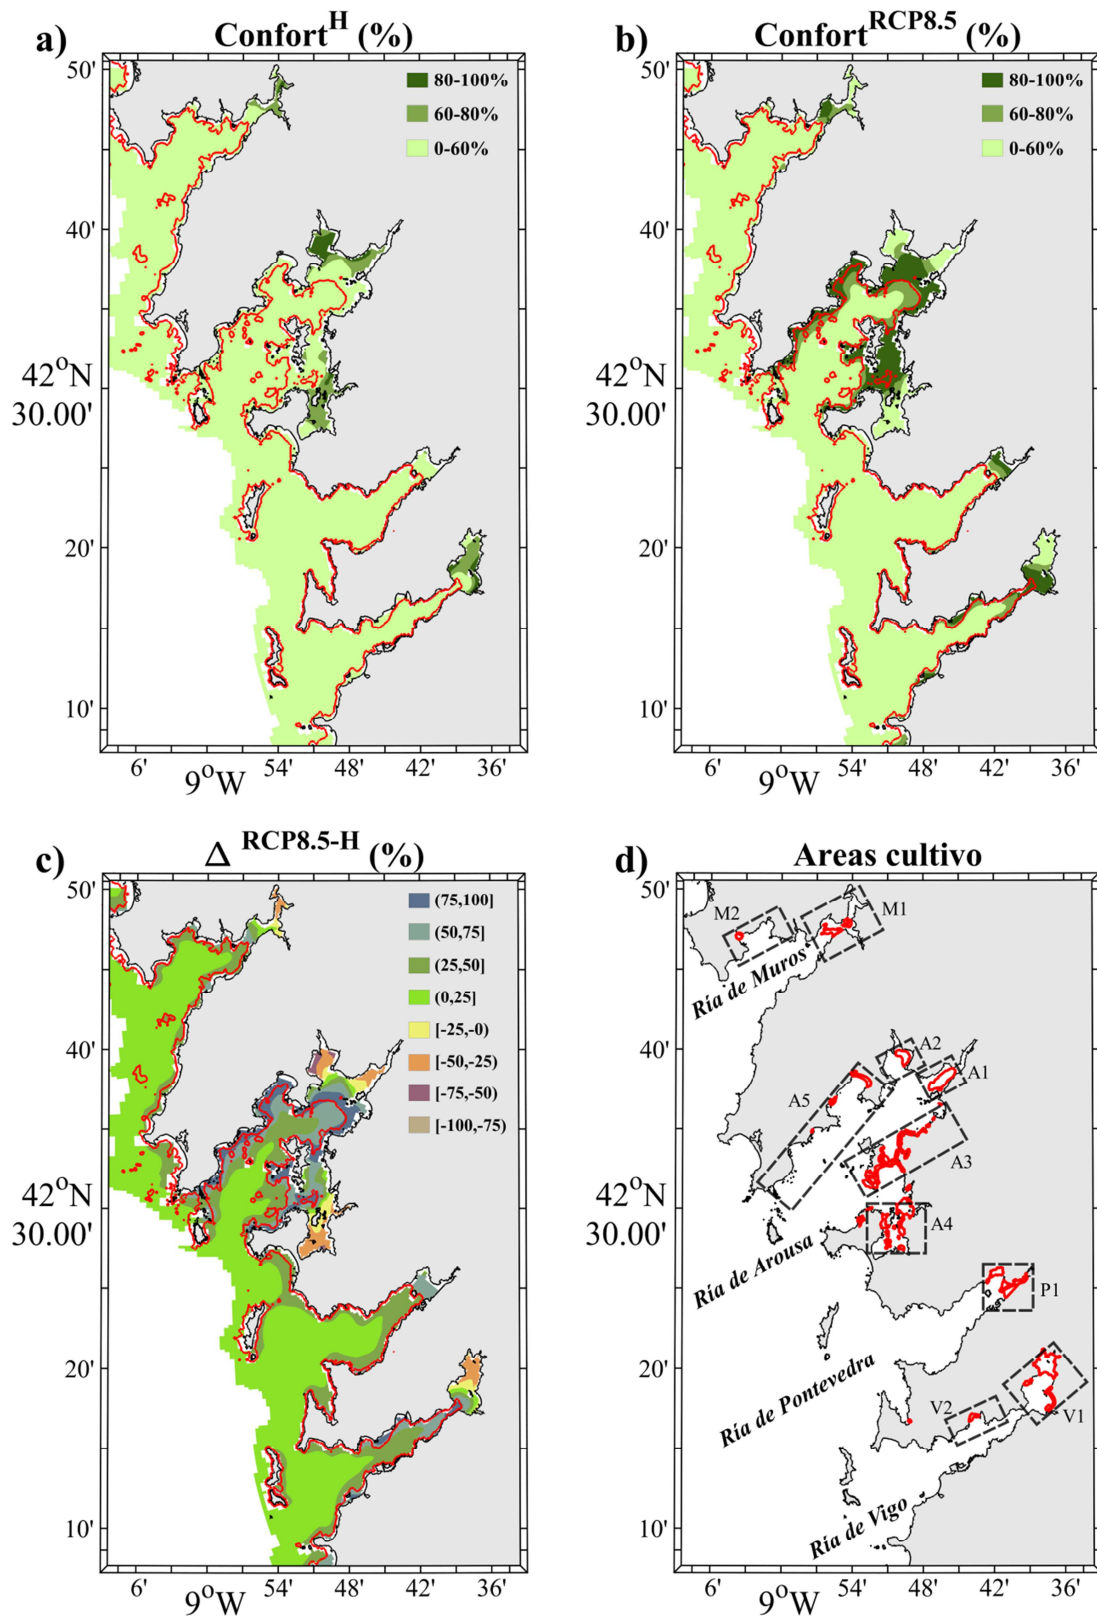 a)
Confort^H (%)
80-100%
60-80%
0-60%
50'
40'
42°N
30.00'
20'
10'
6'
9°W
54'
48'
42'
36'
b)
Confort^RCP8.5 (%)
80-100%
60-80%
0-60%
50'
40'
42°N
30.00'
20'
10'
6'
9°W
54'
48'
42'
36'
c)
Δ^RCP8.5-H (%)
(75,100]
(50,75]
(25,50]
(0,25]
[-25,-0)
[-50,-25)
[-75,-50)
[-100,-75)
50'
40'
42°N
30.00'
20'
10'
6'
9°W
54'
48'
42'
36'
d)
Areas cultivo
M2
M1
Ría de Muros
A2
A1
A5
A3
A4
Ría de Arousa
P1
Ría de Pontevedra
V2
V1
Ría de Vigo
50'
40'
42°N
30.00'
20'
10'
6'
9°W
54'
48'
42'
36'